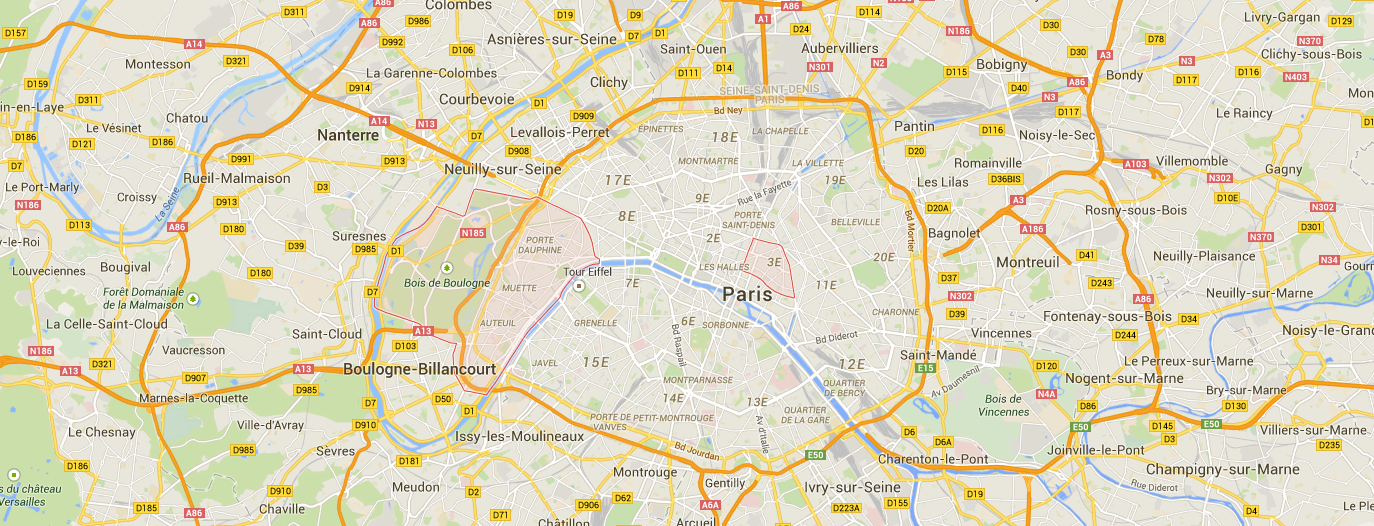 Colombes
A86
D311
D19
D9
A1
A86
D114
D30
N186
Livry-Gargan
D129
D157
D986
D7
D1
D24
A14
D992
Asnières-sur-Seine
Saint-Ouen
Aubervilliers
D78
N370
D321
D106
N301
N2
D30
A3
Clichy-sous-Bois
Montesson
D14
D111
Bobigny
N3
D159
La Garenne-Colombes
Clichy
D115
A86
D116
N403
D117
D914
D40
Bondy
D311
Courbevoie
D1
SEINE-SAINT-DENIS
PARIS
N3
Chatou
Bd Ney
D117
Le Raincy
D909
A14
N13
Pantin
Le Vésinet
ÉPINETTES
LA CHAPELLE
D116
Noisy-le-Sec
D186
Nanterre
D7
Levallois-Perret
18E
D121
D186
D908
D20
D991
D913
MONTMARTRE
LA VILLETTE
Romainville
A103
Villemomble
D7
Neuilly-sur-Seine
Gagny
Rueil-Malmaison
17E
19E
Les Lilas
D36BIS
N302
Le Port-Marly
D3
Rue la Fayette
Croissy
La Seine
9E
D10E
N186
D913
D20A
A3
Rosny-sous-Bois
N302
8E
PORTE
SAINT-DENIS
BELLEVILLE
Bd Mortier
D113
A86
D180
Suresnes
N185
Bagnolet
A186
D301
2E
N370
D39
D985
D1
PORTE
DAUPHINE
20E
D41
Neuilly-Plaisance
N34
Bougival
D180
Bois de Boulogne
Tour Eiffel
LES HALLES
3E
Montreuil
D37
D243
Forêt Domaniale
de la Malmaison
D7
MUETTE
7E
11E
Paris
N302
A86
Neuilly-sur-Marne
Louveciennes
CHARONNE
D39
Fontenay-sous-Bois
D34
La Celle-Saint-Cloud
AUTEUIL
GRENELLE
6E
SORBONNE
Saint-Cloud
A13
Bd Diderot
Vincennes
D244
N186
D103
Bd Raspail
Vaucresson
Saint-Mandé
D321
JAVEL
15E
12E
E15
D120
Le Perreux-sur-Marne
A13
A13
Boulogne-Billancourt
D907
MONTPARNASSE
QUARTIER
DE BERCY
Av Daumesnil
Nogent-sur-Marne
D985
N4A
Bry-sur-Marne
Marnes-la-Coquette
D50
14E
13E
Bois de
Vincennes
D86
D130
D7
D1
PORTE DE PETIT-MONTROUGE
VANVES
QUARTIER
DE LA GARE
Av d'Italie
D910
Ville-d'Avray
D6
E50
D145
E50
Villiers-sur-Marne
Le Chesnay
Issy-les-Moulineaux
D6A
D3
D235
Sèvres
D985
Bd Jourdan
E50
Charenton-le-Pont
Joinville-le-Pont
D186
D181
Montrouge
Champigny-sur-Marne
Meudon
Gentilly
Ivry-sur-Seine
Rue Diderot
D910
D2
D62
D19
D185
Chaville
D906
A6A
D223A
D155
D4
A86
D71
Châtillon
Arcueil